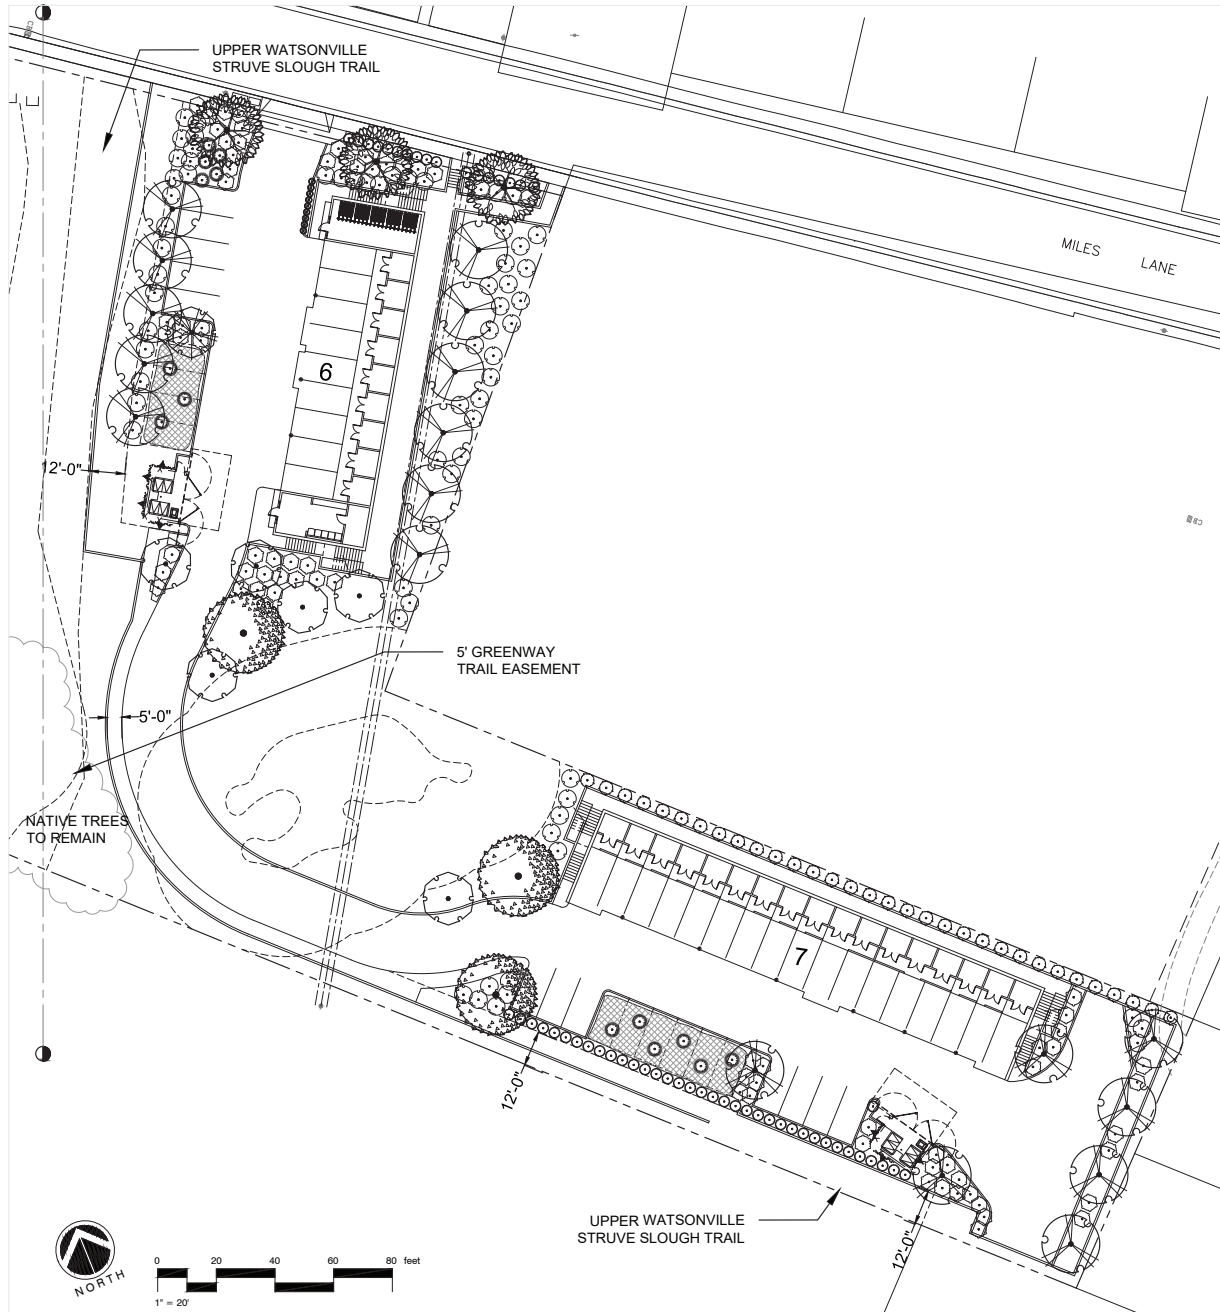 CB
UPPER WATSONVILLE
STRUVE SLOUGH TRAIL
MILES LANE
6
12'-0"
CB
5' GREENWAY
TRAIL EASEMENT
5'-0"
NATIVE TREES
TO REMAIN
7
12'-0"
UPPER WATSONVILLE
STRUVE SLOUGH TRAIL
12'-0"
NORTH
0 20 40 60 80 feet
1" = 20'